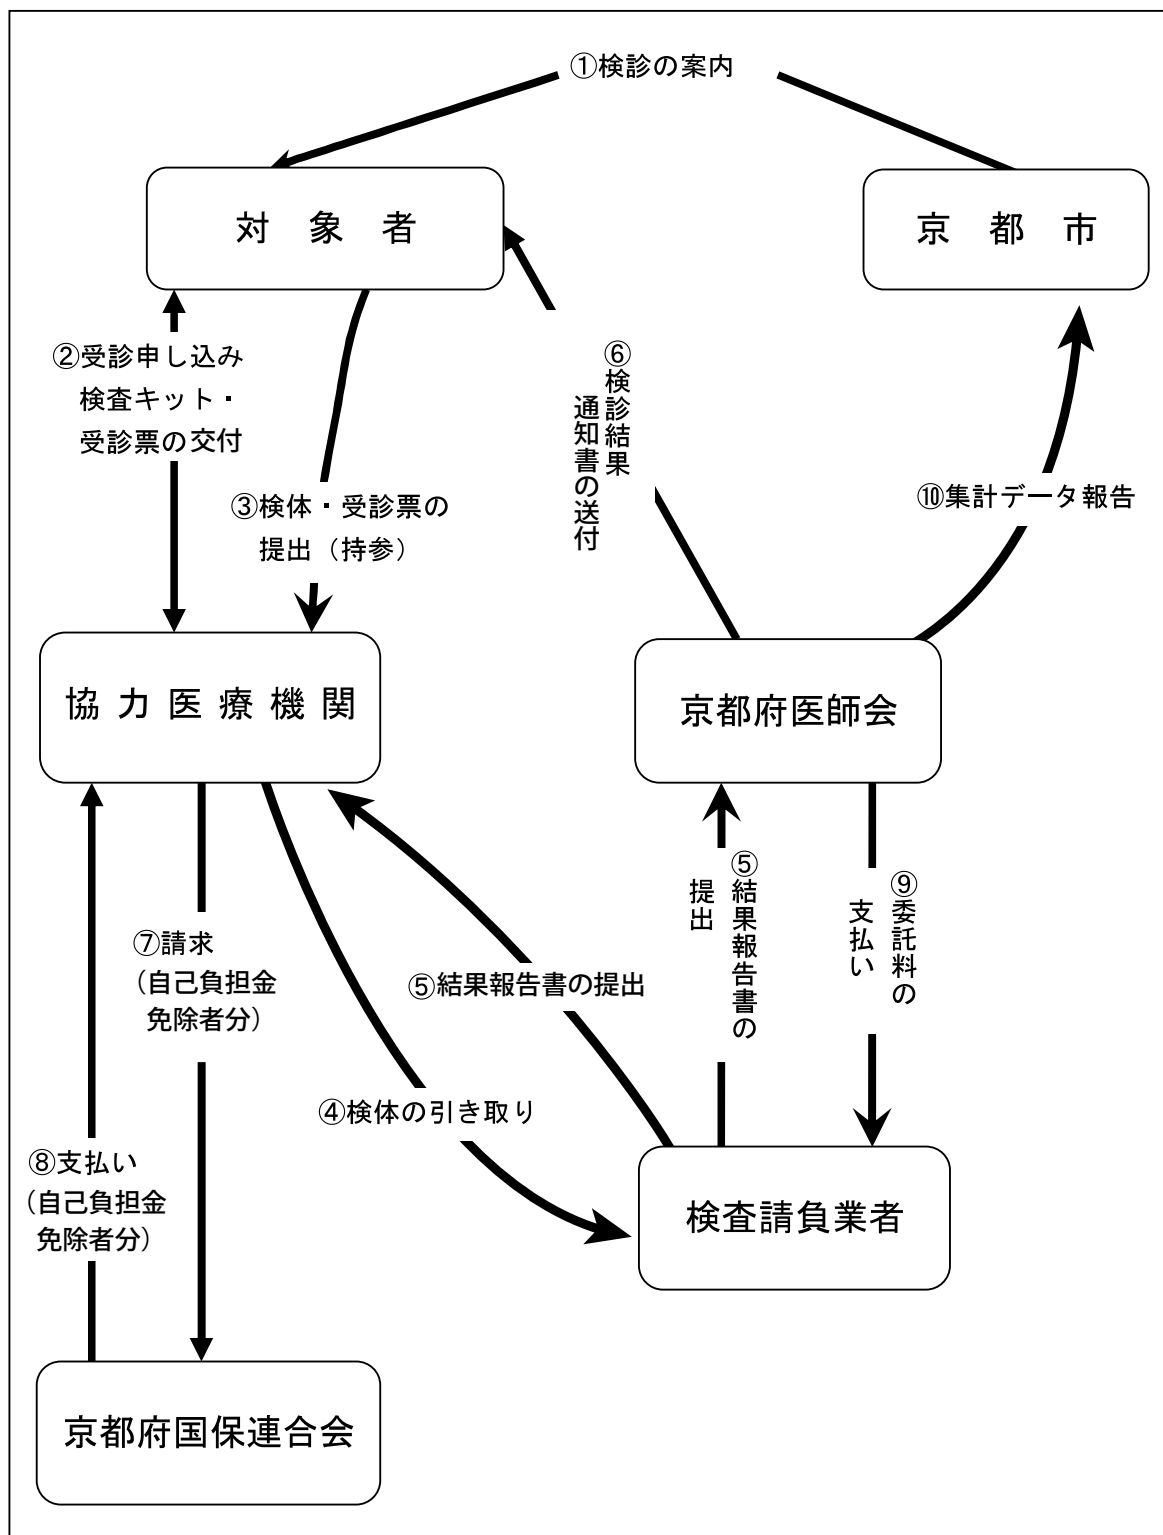 ①検診の案内
対象者
京都市
②受診申し込み
検査キット・
受診票の交付
③検体・受診票の
提出（持参）
⑥検診結果
通知書の送付
⑩集計データ報告
協力医療機関
京都府医師会
⑦請求
（自己負担金
免除者分）
⑤結果報告書の提出
⑤結果報告書の
提出
⑨委託料の
支払い
④検体の引き取り
⑧支払い
（自己負担金
免除者分）
検査請負業者
京都府国保連合会